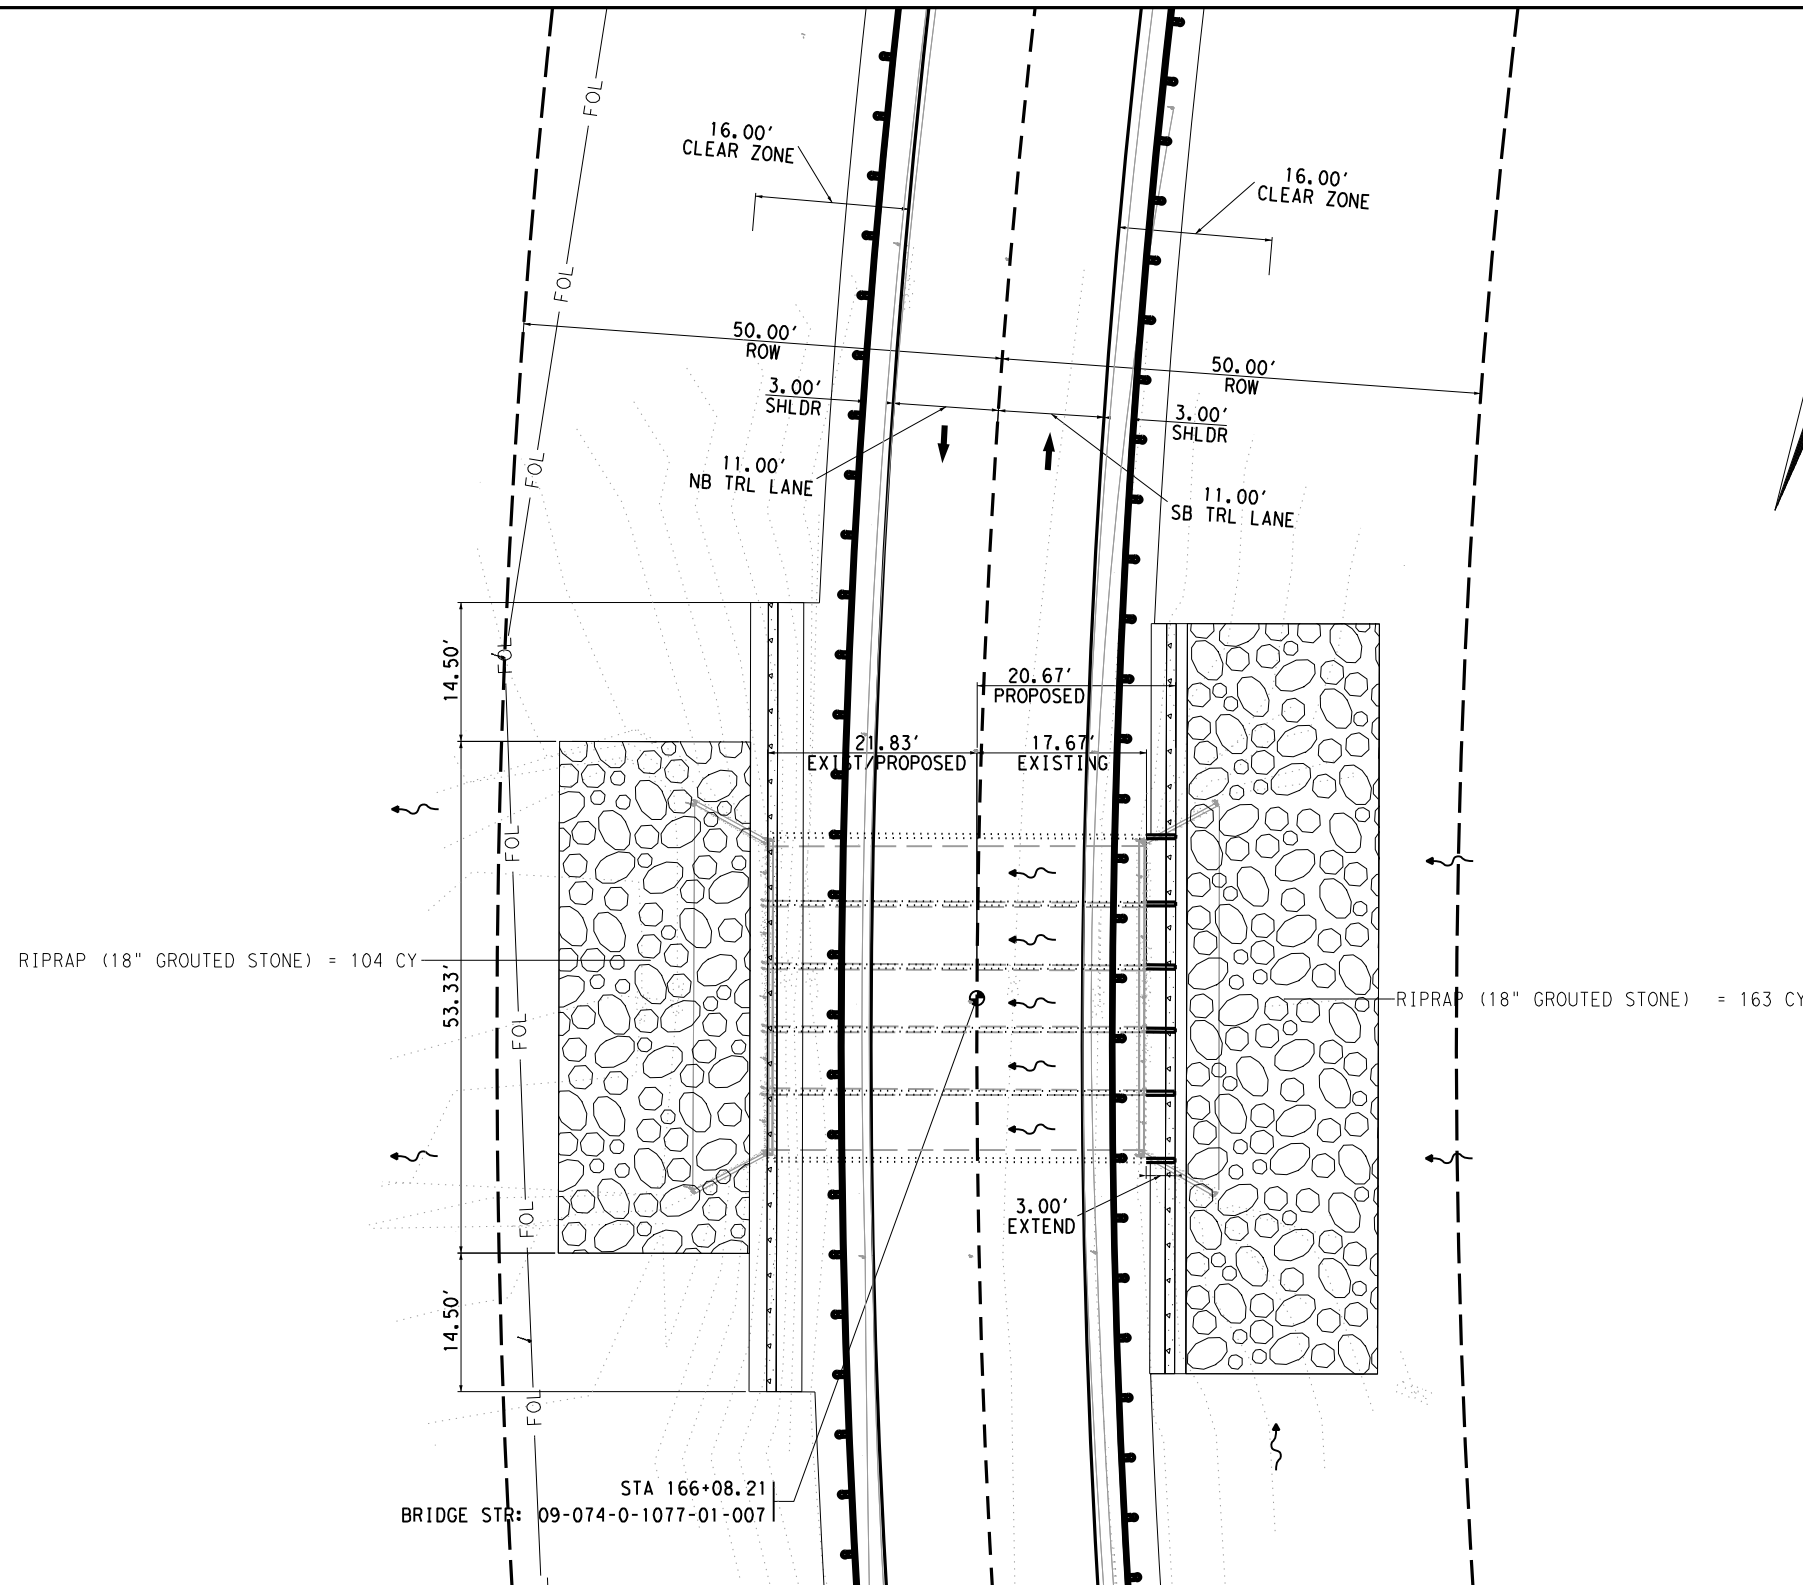 FOL
16.00'
CLEAR ZONE
16.00'
CLEAR ZONE
FOL
50.00'
ROW
50.00'
ROW
3.00'
SHLDR
3.00'
SHLDR
FOL
11.00'
NB TRL LANE
11.00'
SB TRL LANE
14.50'
FOL
20.67'
PROPOSED
21.83'
EXIST/PROPOSED
17.67'
EXISTING
FOL
RIPRAP (18" GROUTED STONE) = 104 CY
53.33'
RIPRAP (18" GROUTED STONE) = 163 CY
FOL
3.00'
EXTEND
FOL
14.50'
FOL
STA 166+08.21
BRIDGE STR: 09-074-0-1077-01-007